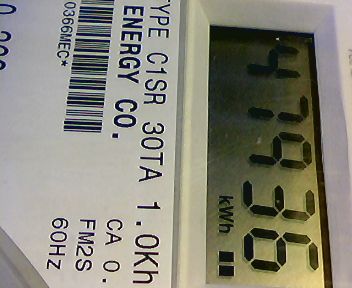 47936
kWh
TYPE C1SR 30TA 1.0Kh
ENERGY CO.
CA 0.
FM2S
60HZ
0366MEC*